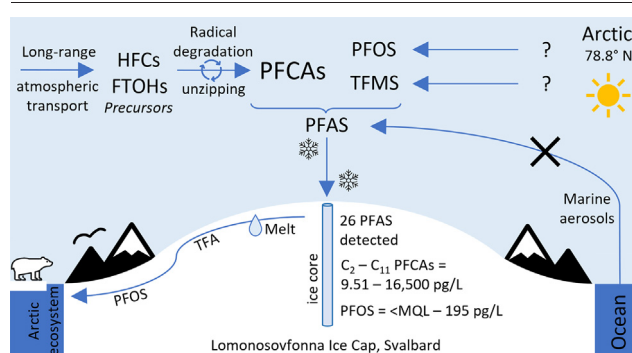 Long-range
atmospheric
transport
HFCs
FTOHs
Precursors
Radical
degradation
unzipping
PFCAs
PFOS
TFMS
?
?
Arctic
78.8° N
PFAS
Marine
aerosols
Melt
TFA
PFOS
ice core
26 PFAS
detected
C₂ – C₁₁ PFCAs =
9.51 – 16,500 pg/L
PFOS = <MQL – 195 pg/L
Arctic
ecosystem
Ocean
Lomonosovfonna Ice Cap, Svalbard